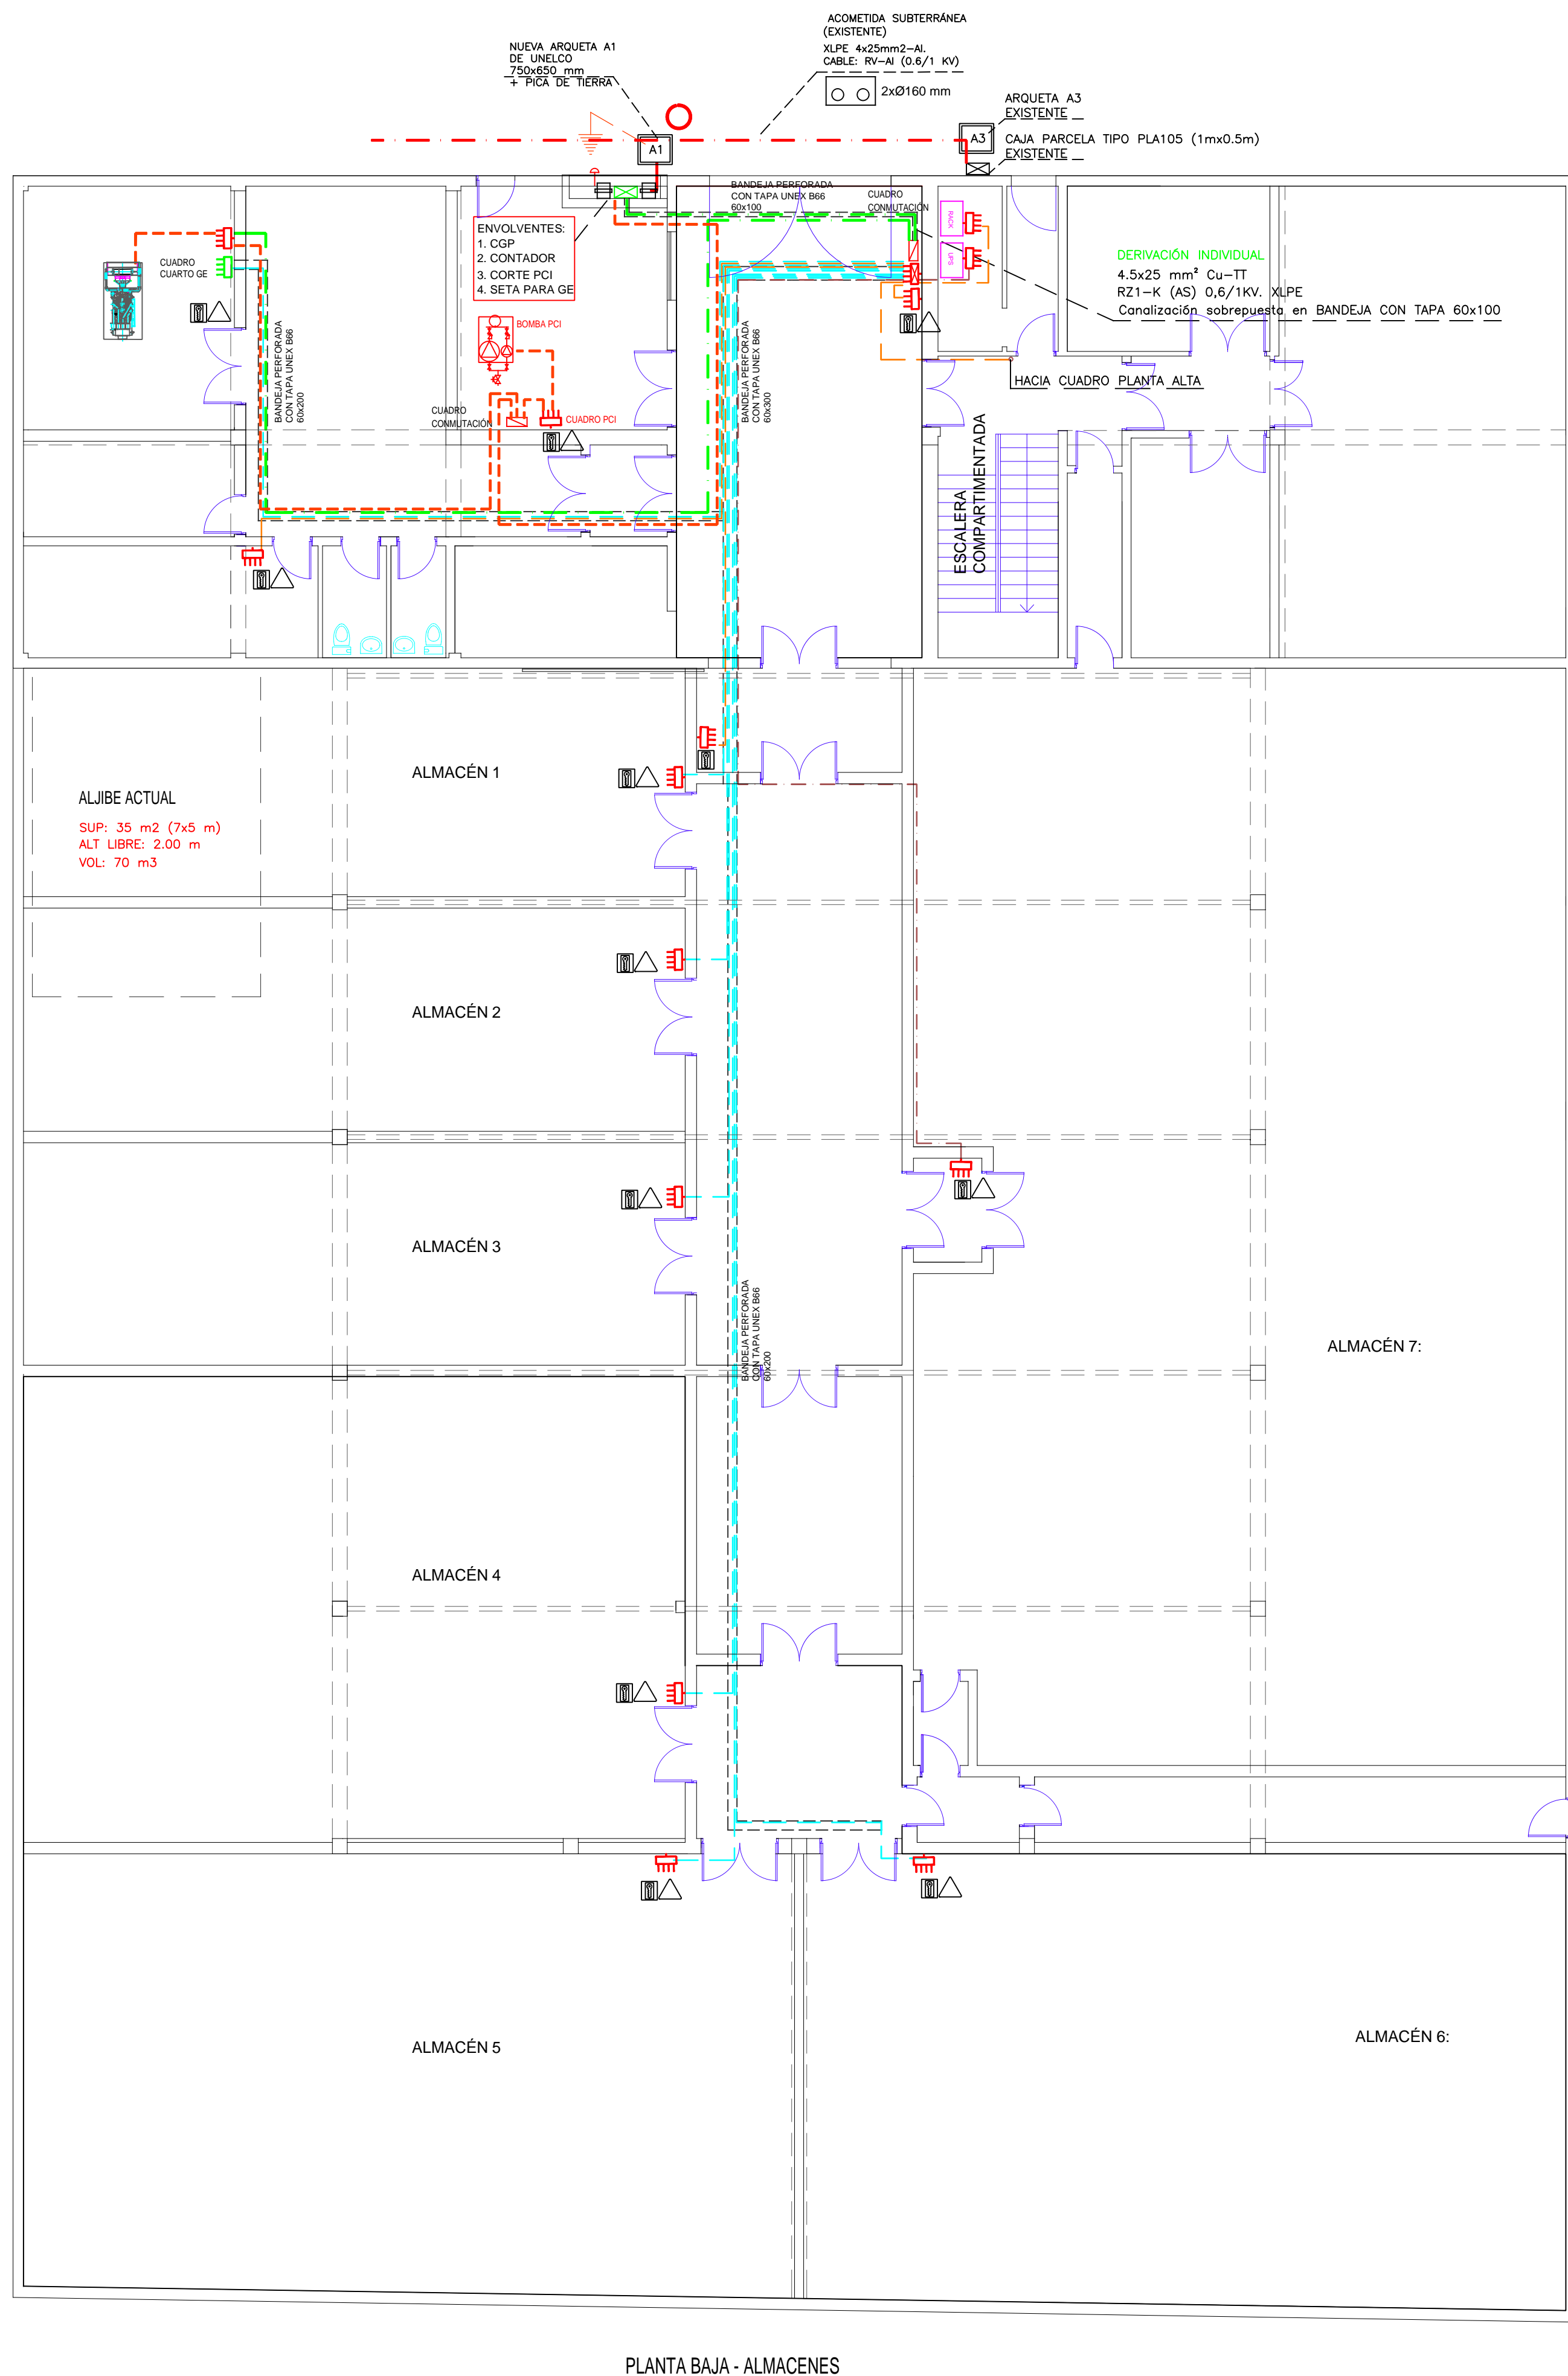 ACOMETIDA SUBTERRÁNEA
(EXISTENTE)
XLPE 4x25mm2-Al.
CABLE: RV-Al (0.6/1 KV)
2xØ160 mm
NUEVA ARQUETA A1
DE UNELCO
750x650 mm
+ PICA DE TIERRA
ARQUETA A3
EXISTENTE
CAJA PARCELA TIPO PLA105 (1mx0.5m)
EXISTENTE
A1
A3
BANDEJA PERFORADA
CON TAPA UNEX B66
60x100
CUADRO
CONMUTACIÓN
RACK
UPS
ENVOLVENTES:
1. CGP
2. CONTADOR
3. CORTE PCI
4. SETA PARA GE
DERIVACIÓN INDIVIDUAL
4.5x25 mm² Cu-TT
RZ1-K (AS) 0,6/1KV. XLPE
Canalización sobrepuesta en BANDEJA CON TAPA 60x100
CUADRO
CUARTO GE
BOMBA PCI
BANDEJA PERFORADA
CON TAPA UNEX B66
60x200
BANDEJA PERFORADA
CON TAPA UNEX B66
60x300
HACIA CUADRO PLANTA ALTA
CUADRO
CONMUTACIÓN
CUADRO PCI
ESCALERA
COMPARTIMENTADA
ALMACÉN 1
ALJIBE ACTUAL
SUP: 35 m2 (7x5 m)
ALT LIBRE: 2.00 m
VOL: 70 m3
ALMACÉN 2
ALMACÉN 3
BANDEJA PERFORADA
CON TAPA UNEX B66
60x200
ALMACÉN 7:
ALMACÉN 4
ALMACÉN 6:
ALMACÉN 5
PLANTA BAJA - ALMACENES